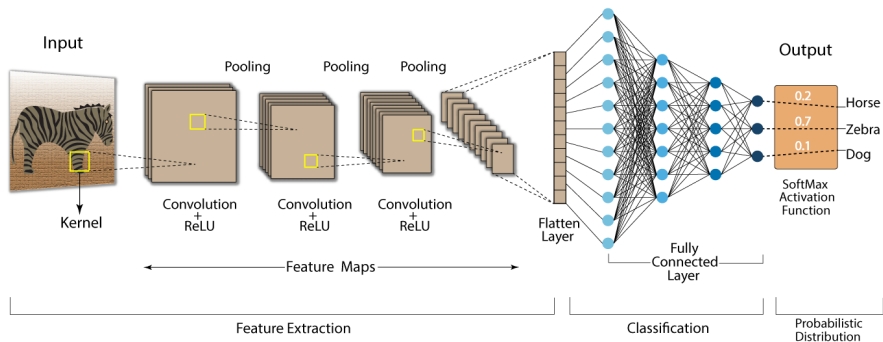 Input
Kernel
Pooling
Pooling
Pooling
Convolution
+
ReLU
Convolution
+
ReLU
Convolution
+
ReLU
Feature Maps
Flatten
Layer
Fully
Connected
Layer
Output
0.2
Horse
0.7
Zebra
0.1
Dog
SoftMax
Activation
Function
Feature Extraction
Classification
Probabilistic
Distribution